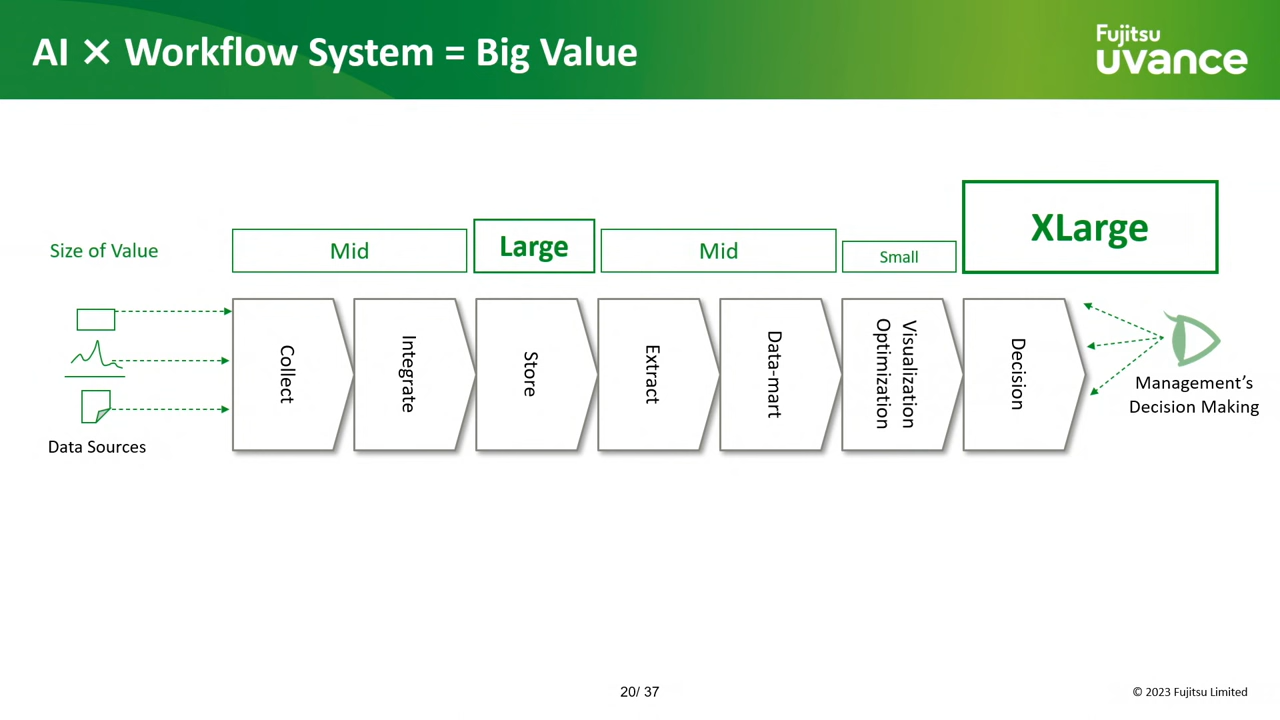 AI × Workflow System = Big Value
Fujitsu
uvance
Size of Value
Mid
Large
Mid
Small
XLarge
Data Sources
Collect
Integrate
Store
Extract
Data-mart
Visualization
Optimization
Decision
Management’s
Decision Making
20/ 37
© 2023 Fujitsu Limited